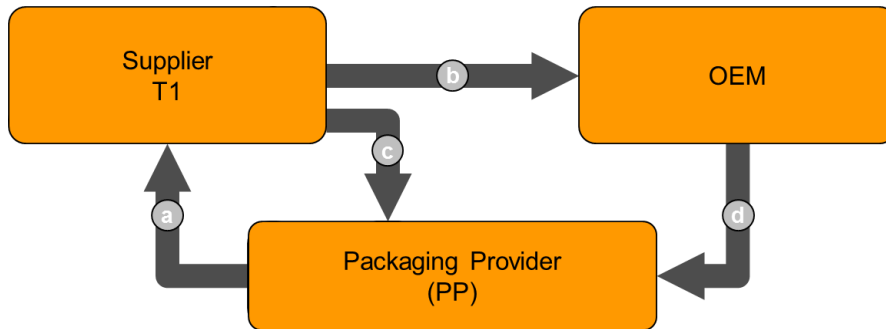 Supplier
T1
b
OEM
c
a
d
Packaging Provider
(PP)